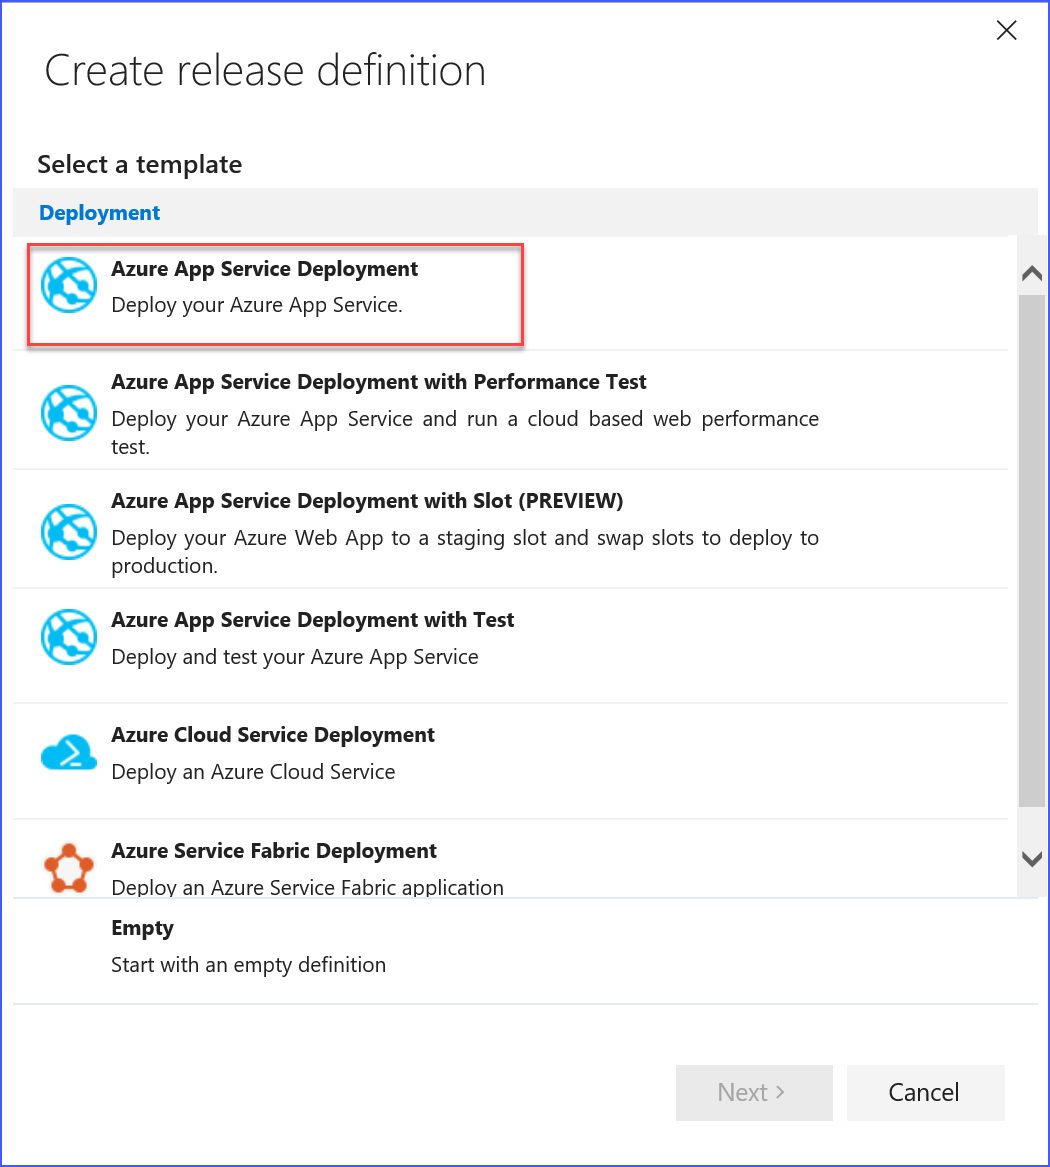 Create release definition
Select a template
Deployment
Azure App Service Deployment
Deploy your Azure App Service.
Azure App Service Deployment with Performance Test
Deploy your Azure App Service and run a cloud based web performance
test.
Azure App Service Deployment with Slot (PREVIEW)
Deploy your Azure Web App to a staging slot and swap slots to deploy to
production.
Azure App Service Deployment with Test
Deploy and test your Azure App Service
Azure Cloud Service Deployment
Deploy an Azure Cloud Service
Azure Service Fabric Deployment
Deploy an Azure Service Fabric application
Empty
Start with an empty definition
Next >
Cancel